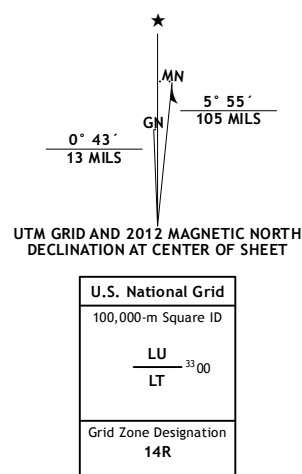 MN
5° 55´
105 MILS
GN
0° 43´
13 MILS
UTM GRID AND 2012 MAGNETIC NORTH
DECLINATION AT CENTER OF SHEET
U.S. National Grid
100,000-m Square ID
LU
3300
LT
Grid Zone Designation
14R